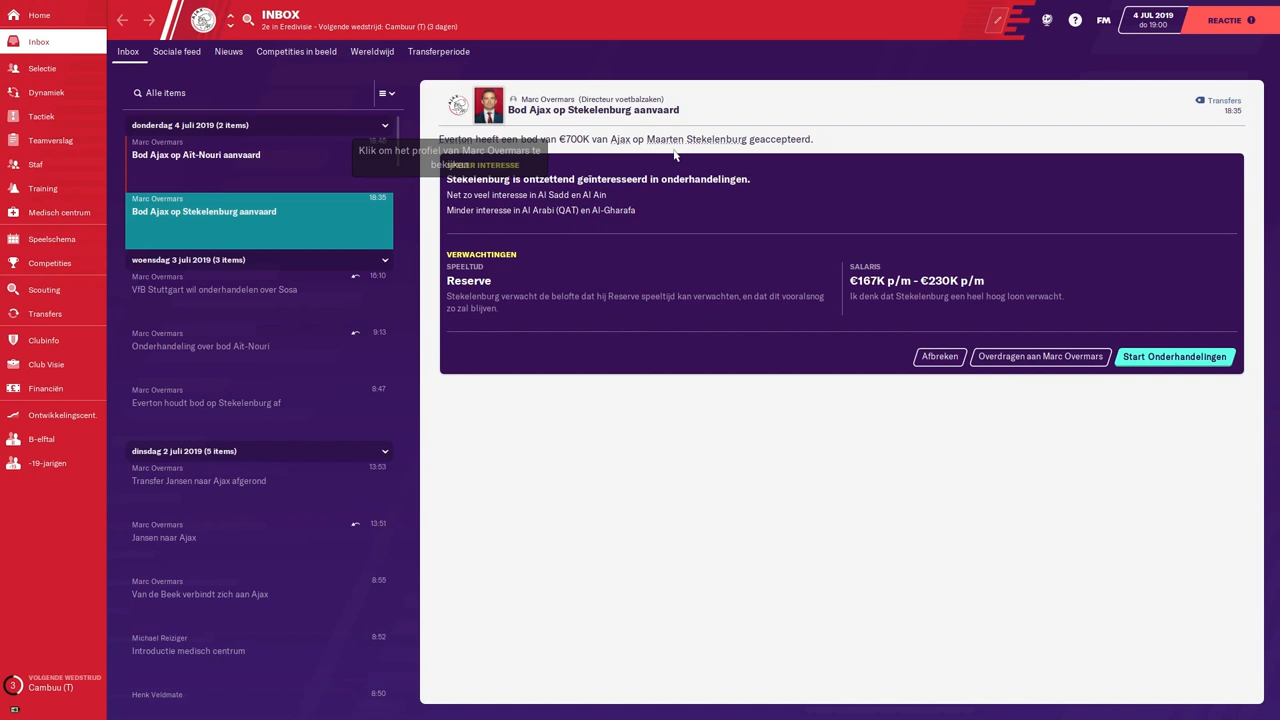 Home
Inbox
Selectie
Dynamiek
Tactiek
Teamverslag
Staf
Training
Medisch centrum
Speelschema
Competities
Scouting
Transfers
Clubinfo
Club Visie
Financiën
Ontwikkelingscent.
B-elftal
-19-jarigen
VOLGENDE WEDSTRIJD
3
Cambuu (T)
INBOX
2e in Eredivisie - Volgende wedstrijd: Cambuur (T) (3 dagen)
FM
4 JUL 2019
do 19:00
REACTIE
Inbox
Sociale feed
Nieuws
Competities in beeld
Wereldwijd
Transferperiode
Alle items
donderdag 4 juli 2019 (2 items)
Marc Overmars
Bod Ajax op Aït-Nouri aanvaard
Marc Overmars 18:35
Bod Ajax op Stekelenburg aanvaard
woensdag 3 juli 2019 (3 items)
Marc Overmars 16:10
VfB Stuttgart wil onderhandelen over Sosa
Marc Overmars 9:13
Onderhandeling over bod Aït-Nouri
Marc Overmars 8:47
Everton houdt bod op Stekelenburg af
dinsdag 2 juli 2019 (5 items)
Marc Overmars 13:53
Transfer Jansen naar Ajax afgerond
Marc Overmars 13:51
Jansen naar Ajax
Marc Overmars 8:55
Van de Beek verbindt zich aan Ajax
Michael Reiziger 8:52
Introductie medisch centrum
Henk Veldmate 8:50
Marc Overmars (Directeur voetbalzaken)
Bod Ajax op Stekelenburg aanvaard
Transfers
18:35
Everton heeft een bod van €700K van Ajax op Maarten Stekelenburg geaccepteerd.
Klik om het profiel van Marc Overmars te
bekijken
INTERESSE
Stekelenburg is ontzettend geïnteresseerd in onderhandelingen.
Net zo veel interesse in Al Sadd en Al Ain
Minder interesse in Al Arabi (QAT) en Al-Gharafa
VERWACHTINGEN
SPEELTIJD
Reserve
Stekelenburg verwacht de belofte dat hij Reserve speeltijd kan verwachten, en dat dit vooralsnog
zo zal blijven.
SALARIS
€167K p/m - €230K p/m
Ik denk dat Stekelenburg een heel hoog loon verwacht.
Afbreken
Overdragen aan Marc Overmars
Start Onderhandelingen